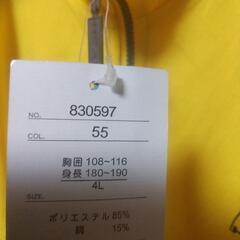 NO. 830597
COL. 55
胸囲 108~116
身長 180~190
4L
SIZE.
ポリエステル 85%
綿 15%